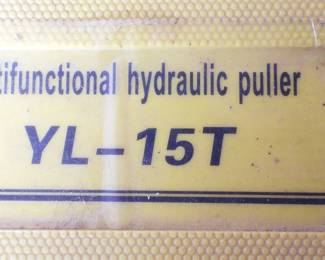 tifunctional hydraulic puller
YL-15T